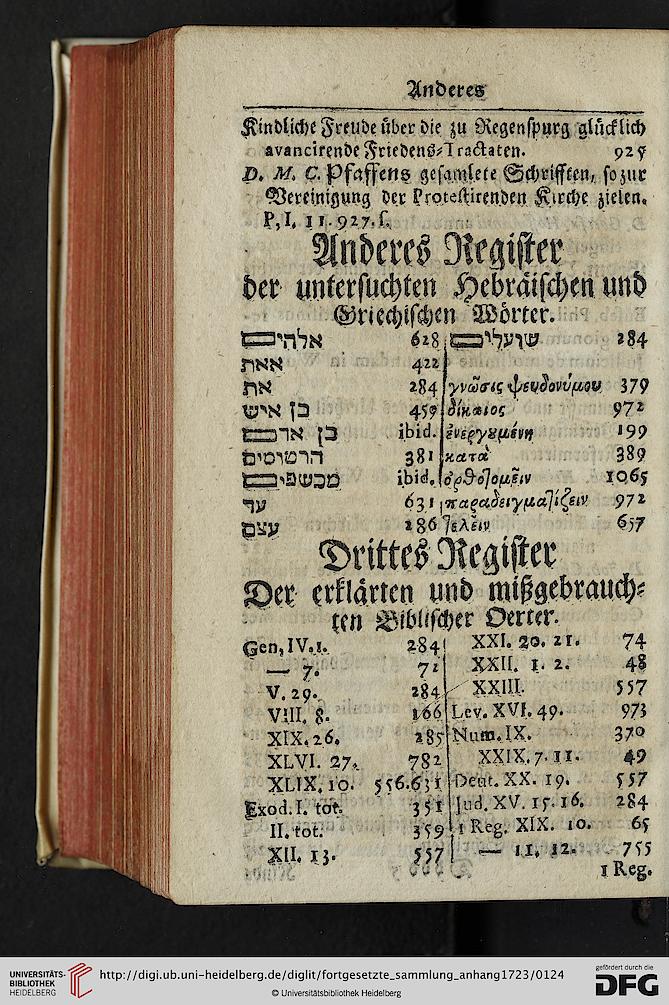 Anderes
Kindliche Freude über die zu Regenspurg glücklich
avancirende Friedens-Tractaten. 925
D. M. C. Pfaffens gesamlete Schrifften, so zur
Vereinigung der Protestirenden Kirche zielen.
P, I. 11. 927. f.
Anderes Register
der untersuchten Hebräischen und
Griechischen Wörter.
אלהים 628
אאת 422
את 284
בן איש 459
בן אדם ibid.
הרטומים 381
מכשפים ibid.
עד 631
עצם 286
שועלים 284
γνῶσις ψευδονύμου 379
δίκαιος 972
ἐνεργουμένη 199
κατὰ 389
ὀρθοτομεῖν 1065
παραδειγματίζειν 972
τελεῖν 657
Drittes Register
Der erklärten und mißgebrauch-
ten Biblischer Oerter.
Gen, IV. 1. 284
— 7. 71
V. 29. 284
VIII. 8. 166
XIX. 26. 285
XLVI. 27. 782
XLIX. 10. 556.631
Exod. I. tot. 351
II. tot. 359
XII. 13. 557
XXI. 20. 21. 74
XXII. 1. 2. 48
XXIII. 557
Lev. XVI. 49. 973
Num. IX. 370
XXIX. 7. 11. 49
Deut. XX. 19. 557
Jud. XV. 15. 16. 284
1 Reg. XIX. 10. 65
— 11. 12. 755
1 Reg.
UNIVERSITÄTS-
BIBLIOTHEK
HEIDELBERG
http://digi.ub.uni-heidelberg.de/diglit/fortgesetzte_sammlung_anhang1723/0124
© Universitätsbibliothek Heidelberg
gefördert durch die
DFG